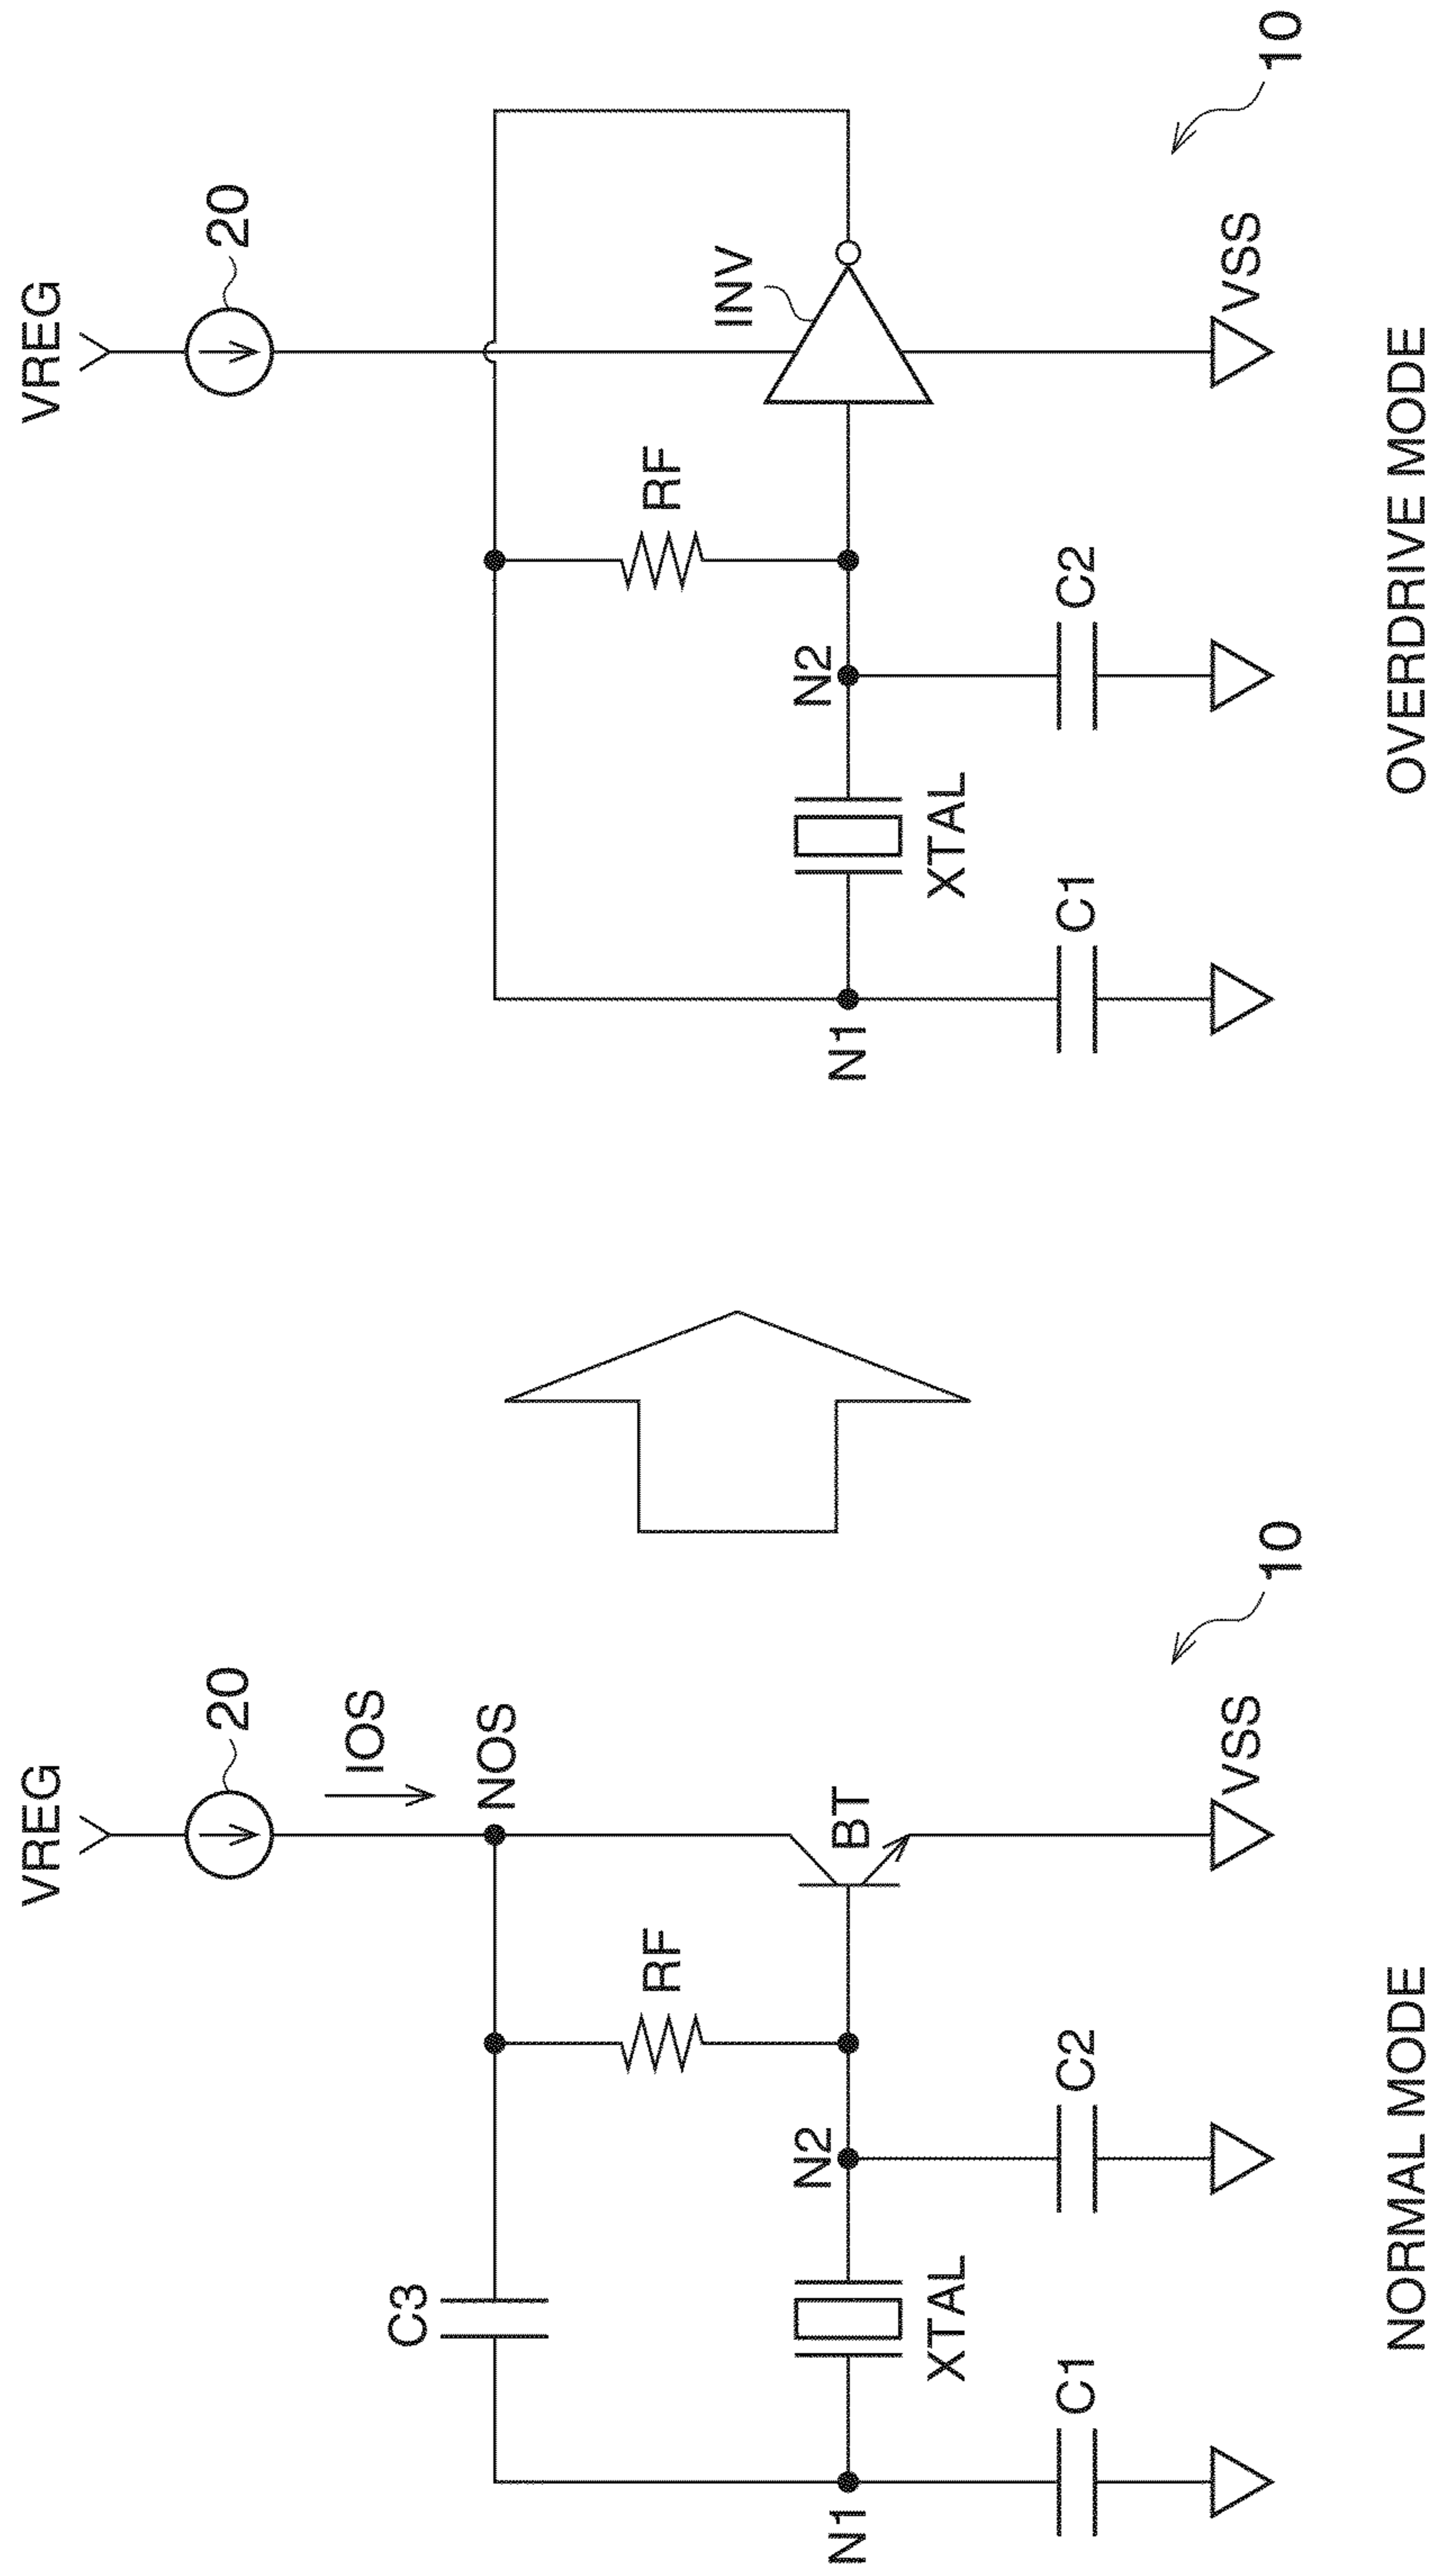 VREG
20
IOS
NOS
C3
RF
BT
N2
XTAL
N1
C1
C2
VSS
10
NORMAL MODE
VREG
20
INV
RF
N2
XTAL
N1
C1
C2
VSS
10
OVERDRIVE MODE